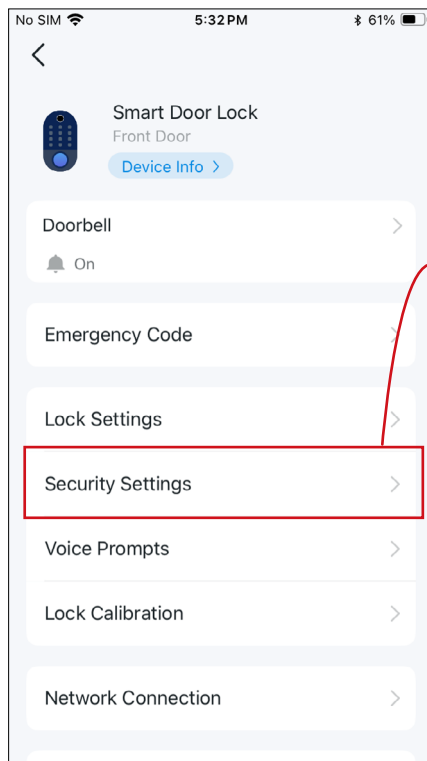 No SIM 5:32 PM 61%
Smart Door Lock
Front Door
Device Info >
Doorbell
On
Emergency Code
Lock Settings
Security Settings
Voice Prompts
Lock Calibration
Network Connection